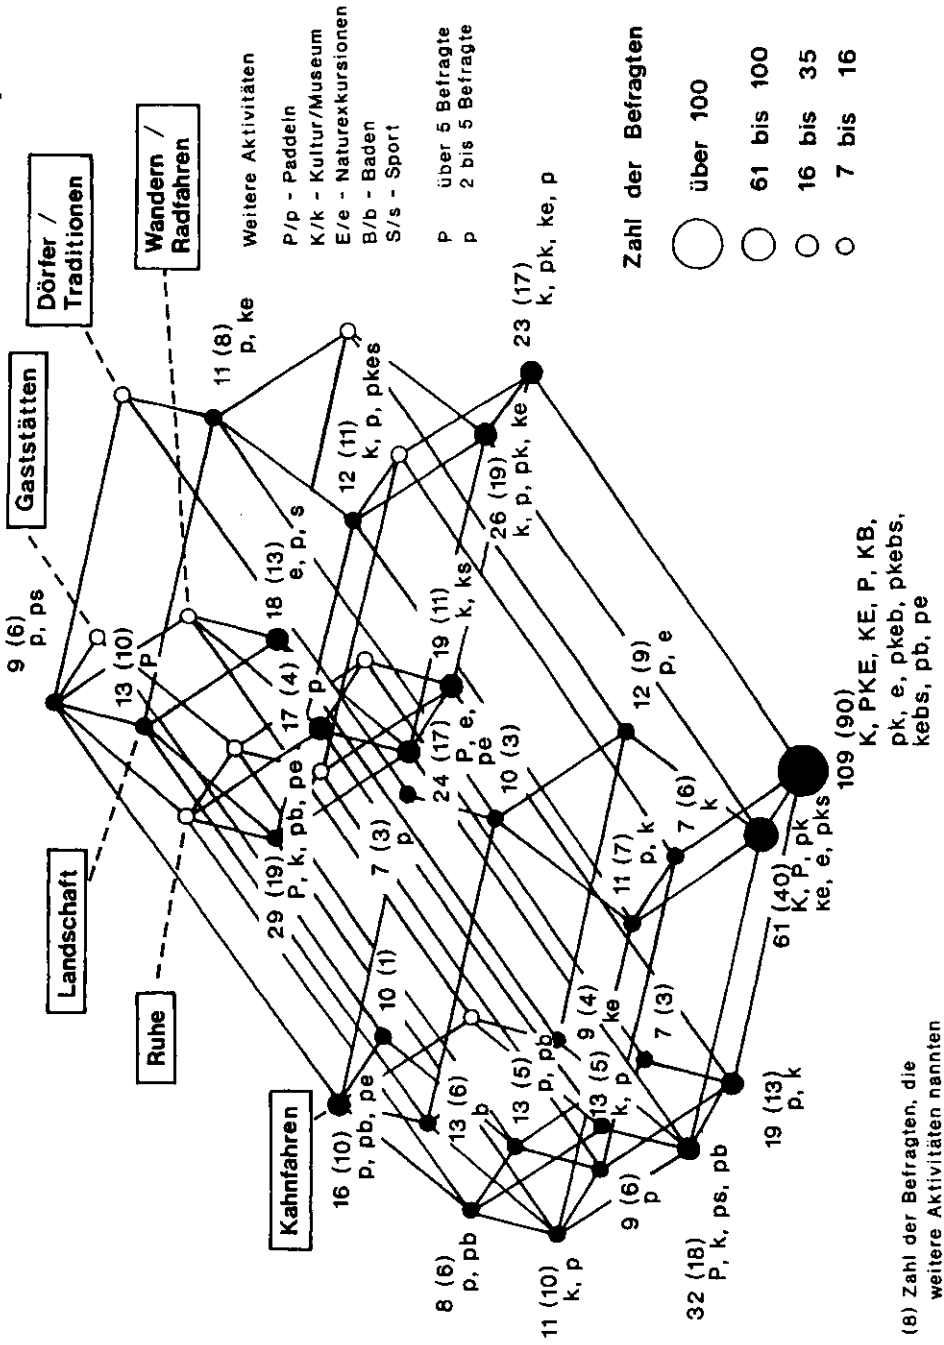 9 (6)
p, ps
Gaststätten
Dörfer /
Traditionen
Wandern /
Radfahren
Landschaft
Ruhe
Kahnfahren
13 (10)
P
11 (8)
p, ke
18 (13)
e, p, s
17 (4)
p
29 (19)
P, k, pb, pe
12 (11)
k, p, pkes
16 (10)
p, pb, pe
10 (1)
7 (3)
p
24 (17)
P, e,
pe
19 (11)
k, ks
8 (6)
p, pb
13 (6)
b
10 (3)
26 (19)
k, p, pk, ke
23 (17)
k, pk, ke, p
11 (10)
k, p
13 (5)
p, pb
13 (5)
k, p
9 (4)
ke
11 (7)
p, k
12 (9)
p, e
9 (6)
p
7 (3)
7 (6)
k
32 (18)
P, k, ps, pb
19 (13)
p, k
61 (40)
K, P, pk
ke, e, pks
109 (90)
K, PKE, KE, P, KB,
pk, e, pkeb, pkebs,
kebs, pb, pe
Weitere Aktivitäten
P/p - Paddeln
K/k - Kultur/Museum
E/e - Naturexkursionen
B/b - Baden
S/s - Sport
P über 5 Befragte
p 2 bis 5 Befragte
Zahl der Befragten
über 100
61 bis 100
16 bis 35
7 bis 16
(8) Zahl der Befragten, die
weitere Aktivitäten nannten